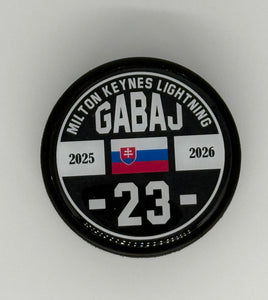 MILTON KEYNES LIGHTNING
GABAJ
2025 2026
-23-